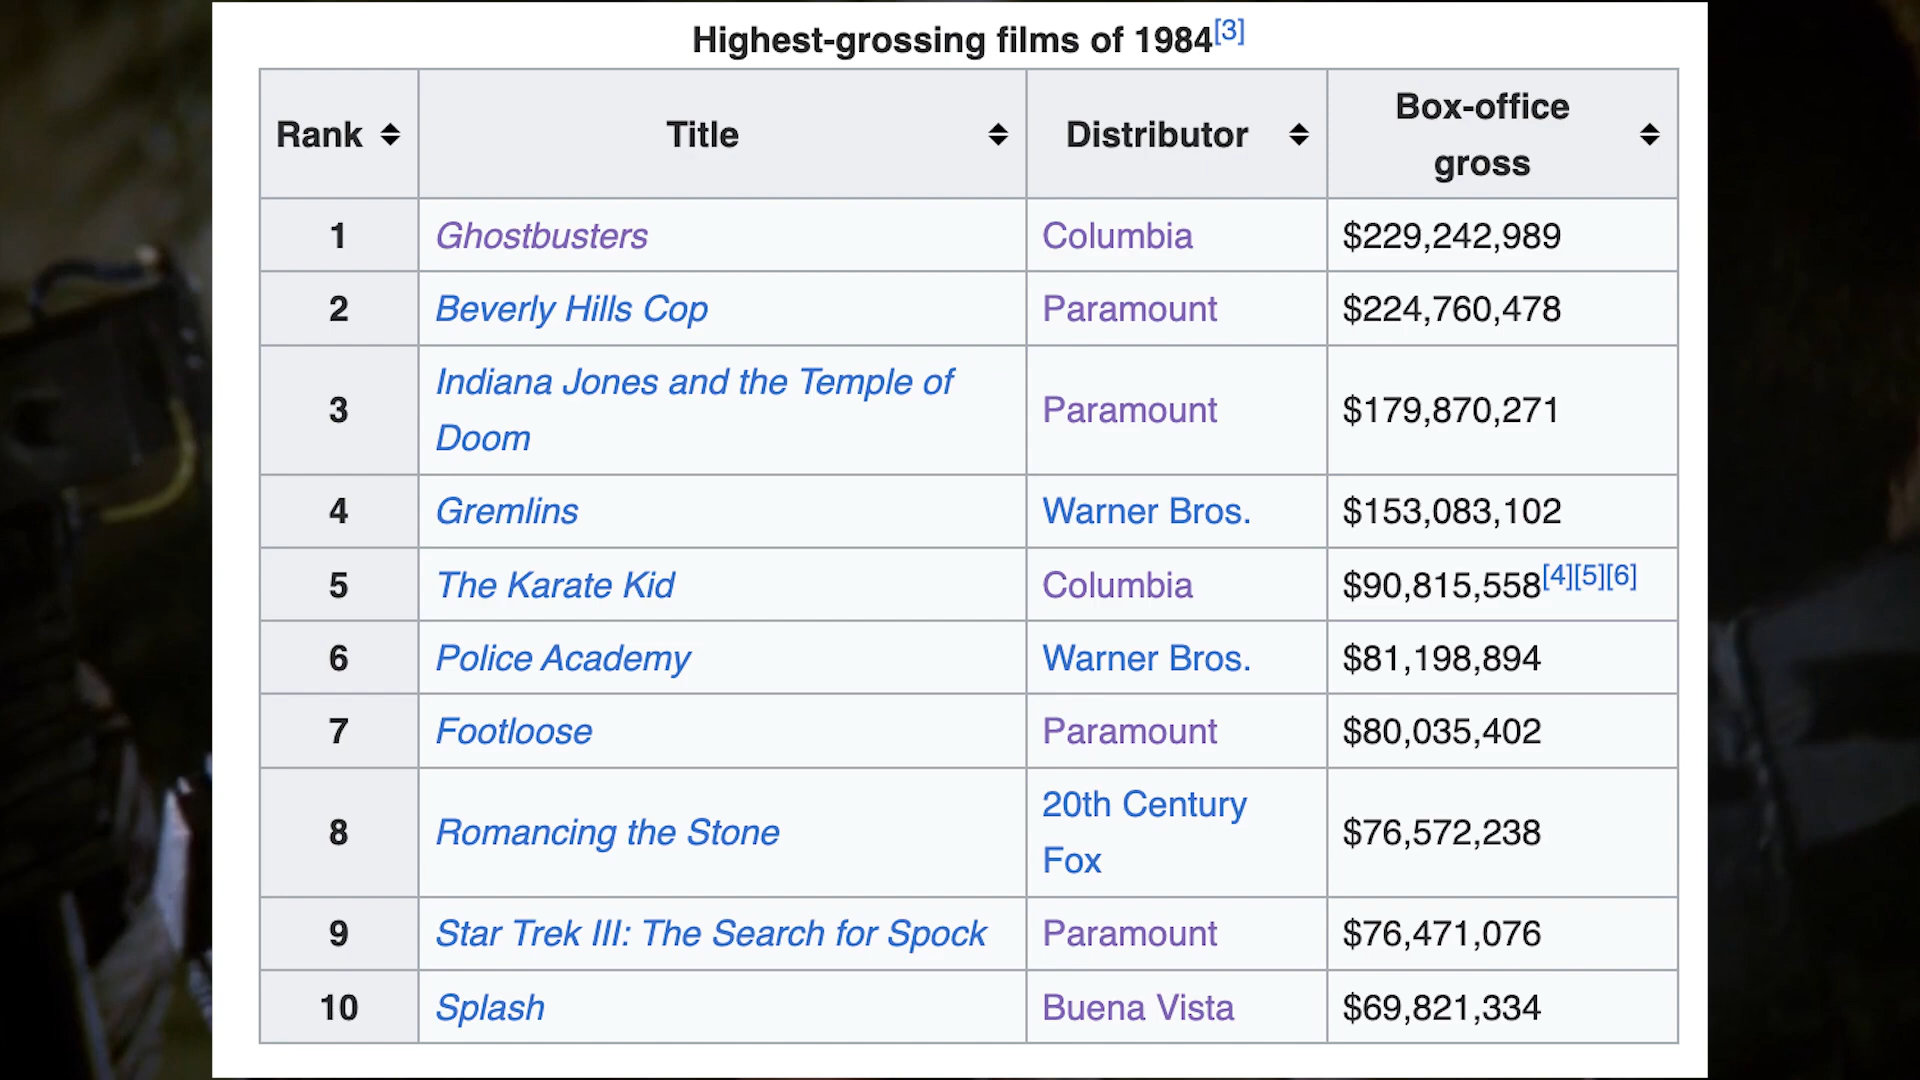 Highest-grossing films of 1984[3]
Rank Title Distributor Box-office gross
1 Ghostbusters Columbia $229,242,989
2 Beverly Hills Cop Paramount $224,760,478
3 Indiana Jones and the Temple of Doom Paramount $179,870,271
4 Gremlins Warner Bros. $153,083,102
5 The Karate Kid Columbia $90,815,558[4][5][6]
6 Police Academy Warner Bros. $81,198,894
7 Footloose Paramount $80,035,402
8 Romancing the Stone 20th Century Fox $76,572,238
9 Star Trek III: The Search for Spock Paramount $76,471,076
10 Splash Buena Vista $69,821,334